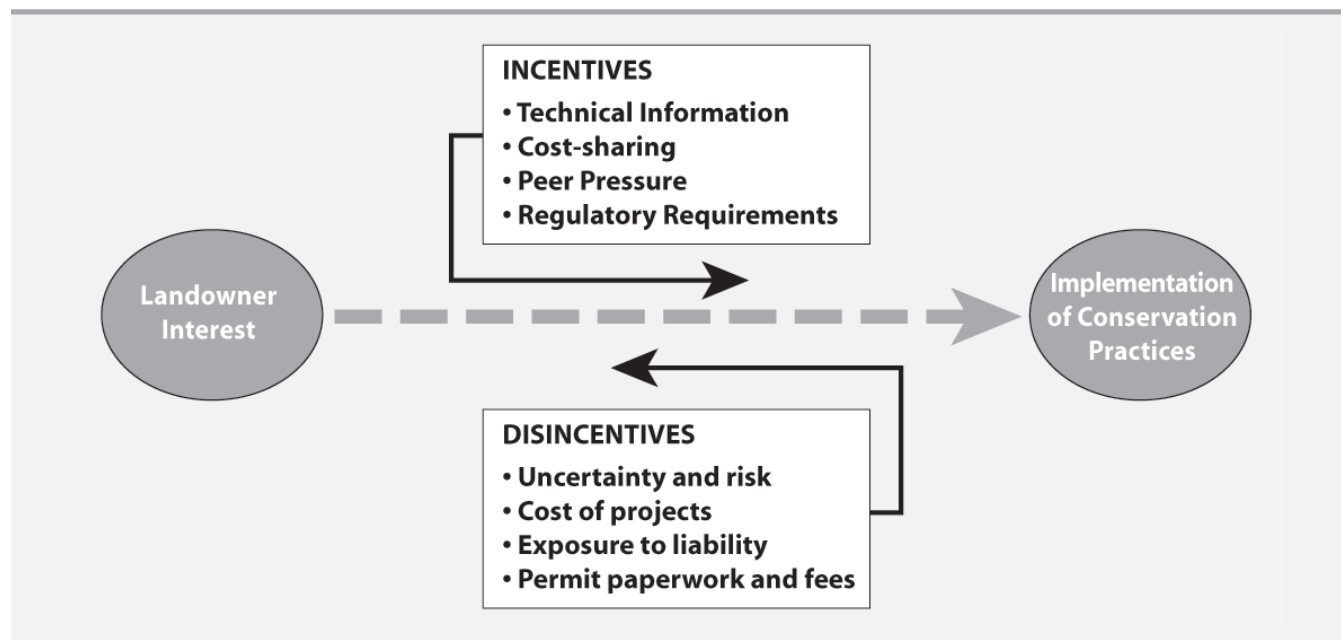 INCENTIVES
• Technical Information
• Cost-sharing
• Peer Pressure
• Regulatory Requirements
Landowner
Interest
Implementation
of Conservation
Practices
DISINCENTIVES
• Uncertainty and risk
• Cost of projects
• Exposure to liability
• Permit paperwork and fees